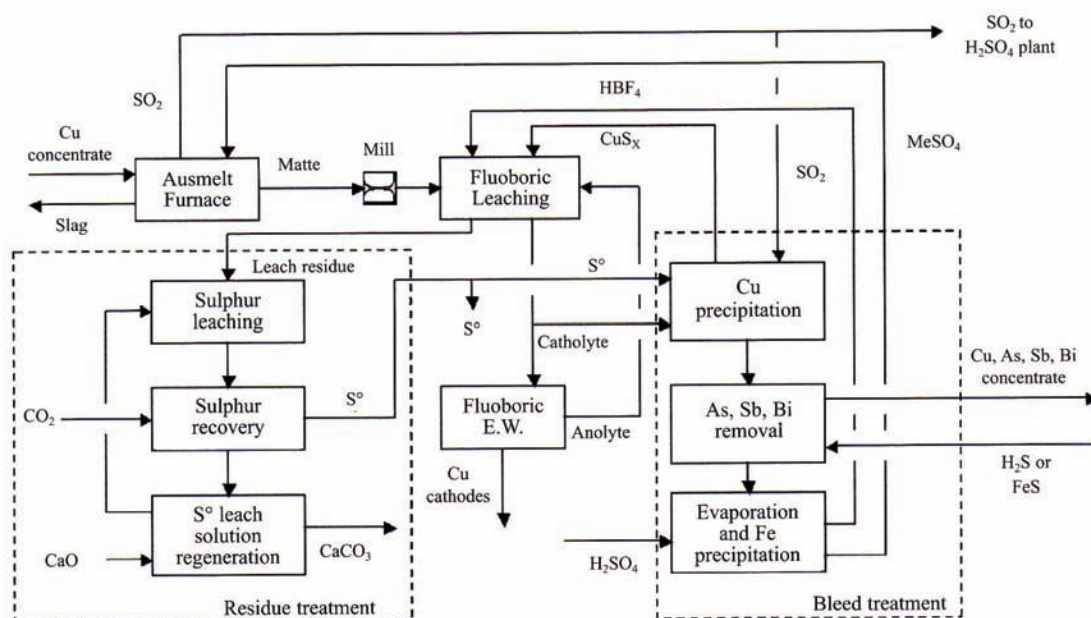 SO₂ to
H₂SO₄ plant
HBF₄
SO₂
Cu
concentrate
CuSₓ
MeSO₄
Matte
Mill
Ausmelt
Furnace
Fluoboric
Leaching
SO₂
Slag
Leach residue
S°
Sulphur
leaching
Cu
precipitation
S°
Catholyte
Cu, As, Sb, Bi
concentrate
CO₂
Sulphur
recovery
S°
Fluoboric
E.W.
Anolyte
As, Sb, Bi
removal
H₂S or
FeS
Cu
cathodes
S° leach
solution
regeneration
Evaporation
and Fe
precipitation
CaO
CaCO₃
H₂SO₄
Residue treatment
Bleed treatment